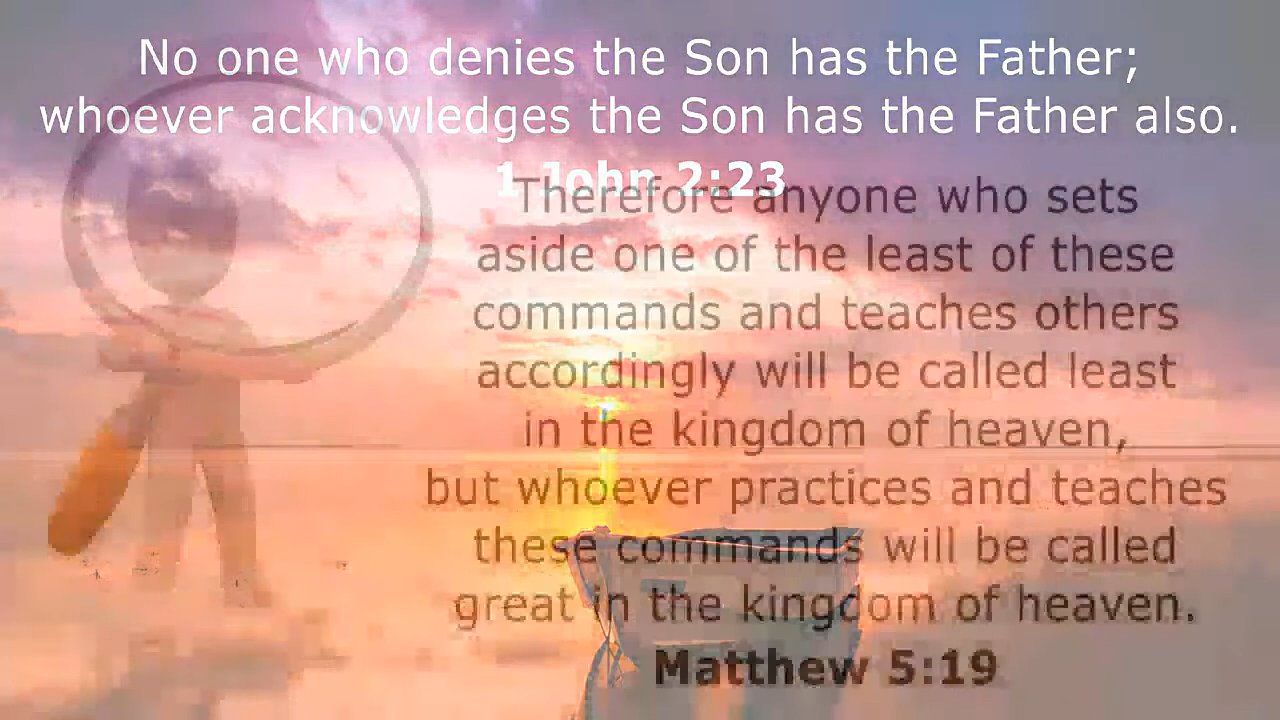 No one who denies the Son has the Father;
whoever acknowledges the Son has the Father also.
1 John 2:23
Therefore anyone who sets
aside one of the least of these
commands and teaches others
accordingly will be called least
in the kingdom of heaven,
but whoever practices and teaches
these commands will be called
great in the kingdom of heaven.
Matthew 5:19